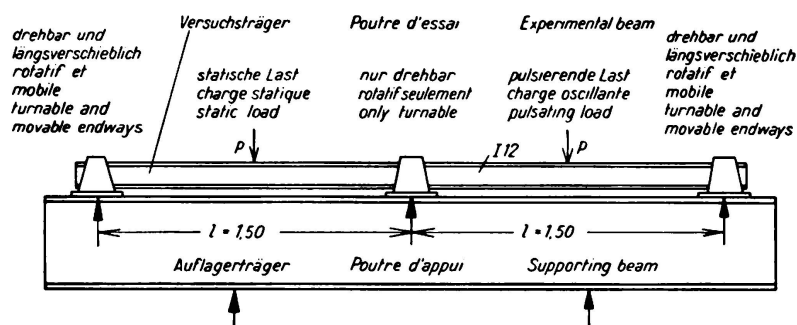 drehbar und
längsverschieblich
rotatif et
mobile
turnable and
movable endways
Versuchsträger
Poutre d'essai
Experimental beam
drehbar und
längsverschieblich
rotatif et
mobile
turnable and
movable endways
statische Last
charge statique
static load
nur drehbar
rotatif seulement
only turnable
pulsierende Last
charge oscillante
pulsating load
P
P
I 12
l = 1,50
l = 1,50
Auflagerträger
Poutre d'appui
Supporting beam